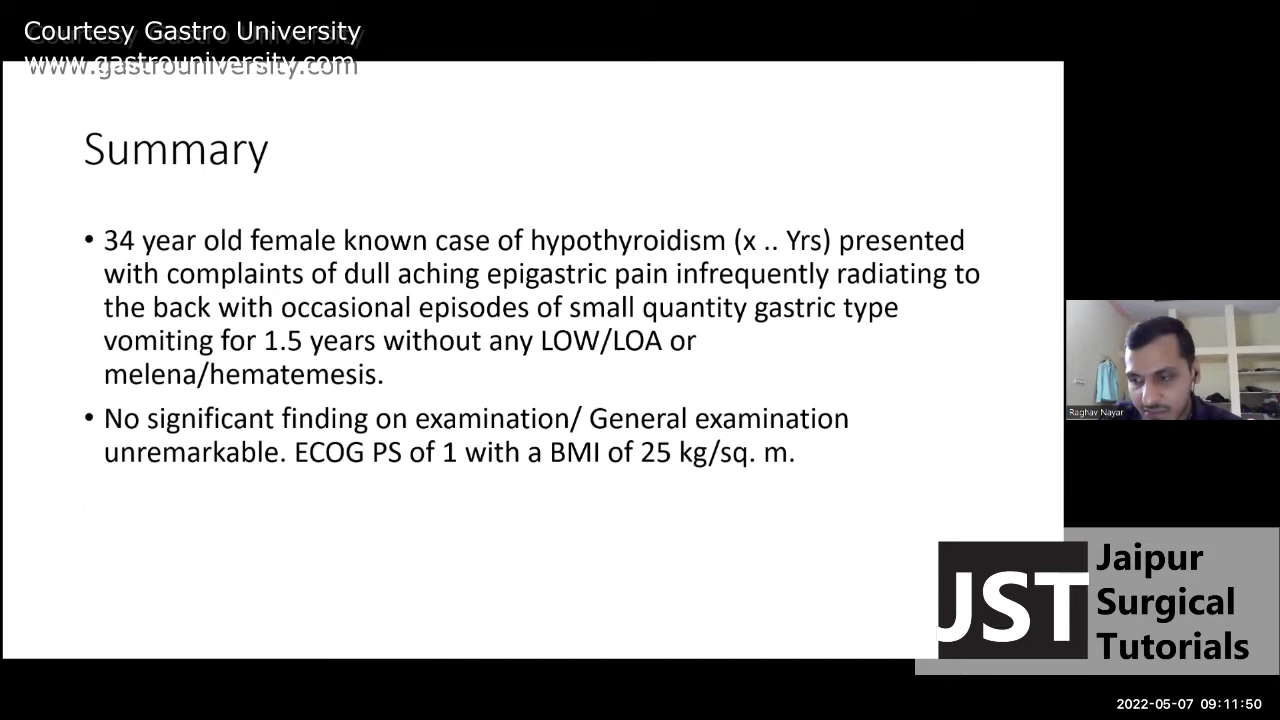 Courtesy Gastro University
www.gastrouniversity.com
Summary
• 34 year old female known case of hypothyroidism (x .. Yrs) presented
with complaints of dull aching epigastric pain infrequently radiating to
the back with occasional episodes of small quantity gastric type
vomiting for 1.5 years without any LOW/LOA or
melena/hematemesis.
• No significant finding on examination/ General examination
unremarkable. ECOG PS of 1 with a BMI of 25 kg/sq. m.
Raghav Nayar
JST
Jaipur
Surgical
Tutorials
2022-05-07 09:11:50